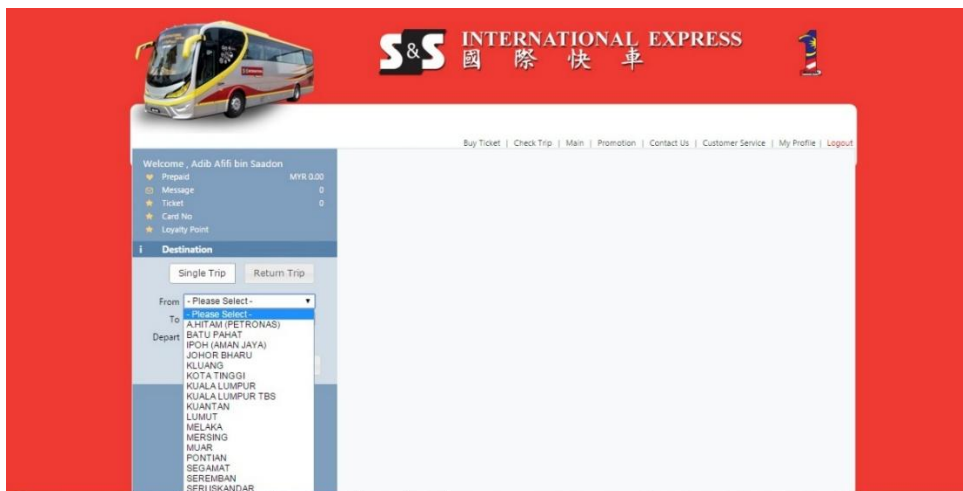 S&S INTERNATIONAL EXPRESS
國際快車
1
Buy Ticket | Check Trip | Main | Promotion | Contact Us | Customer Service | My Profile | Logout
Welcome , Adib Afifi bin Saadon
Prepaid MYR 0.00
Message 0
Ticket 0
Card No
Loyalty Point
i Destination
Single Trip Return Trip
From - Please Select -
To - Please Select -
Depart A.HITAM (PETRONAS)
BATU PAHAT
IPOH (AMAN JAYA)
JOHOR BHARU
KLUANG
KOTA TINGGI
KUALA LUMPUR
KUALA LUMPUR TBS
KUANTAN
LUMUT
MELAKA
MERSING
MUAR
PONTIAN
SEGAMAT
SEREMBAN
SERIISKANDAR